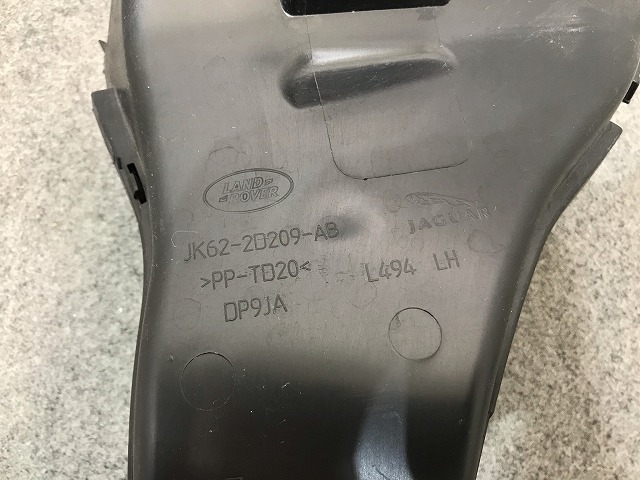 LAND
ROVER
JAGUAR
JK62-2D209-AB
>PP-TD20<
L494 LH
DP9JA